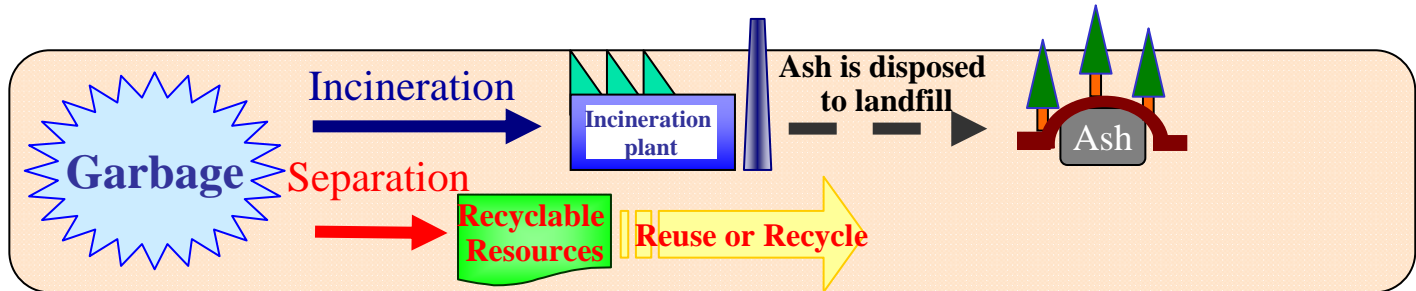 Garbage
Incineration
Incineration
plant
Ash is disposed
to landfill
Ash
Separation
Recyclable
Resources
Reuse or Recycle